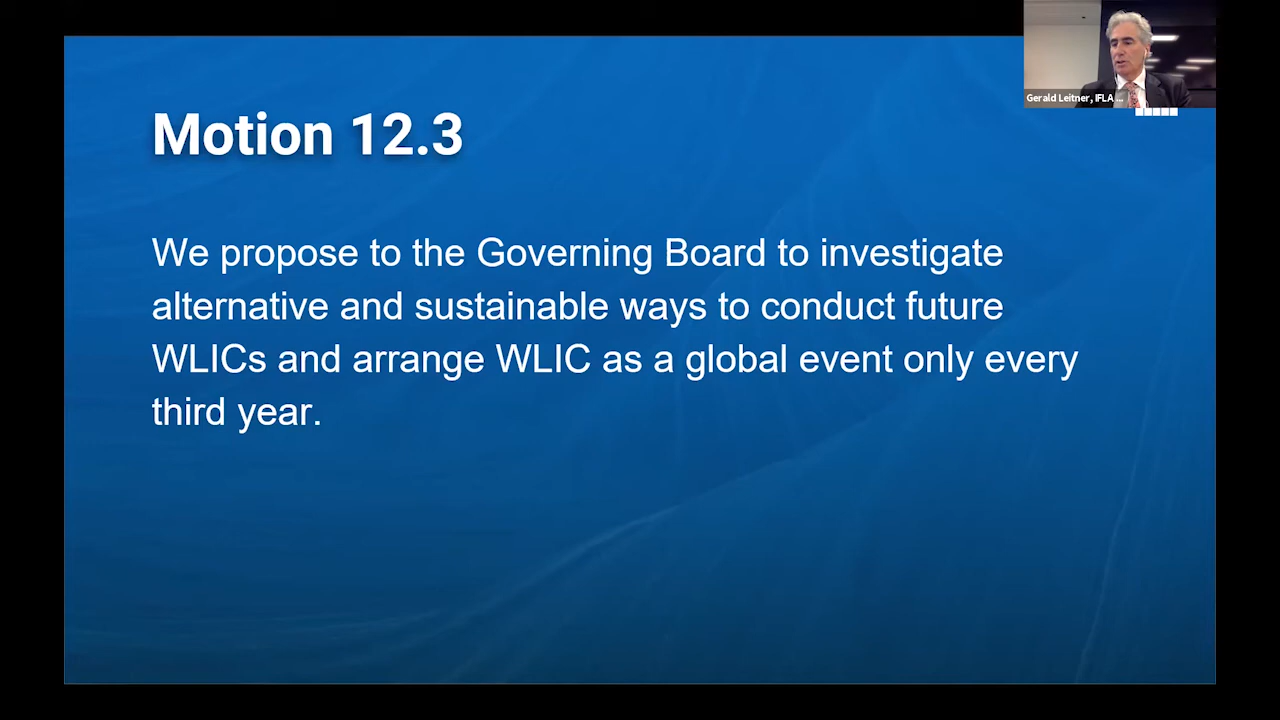 Gerald Leitner, IFLA ...
Motion 12.3
We propose to the Governing Board to investigate
alternative and sustainable ways to conduct future
WLICs and arrange WLIC as a global event only every
third year.